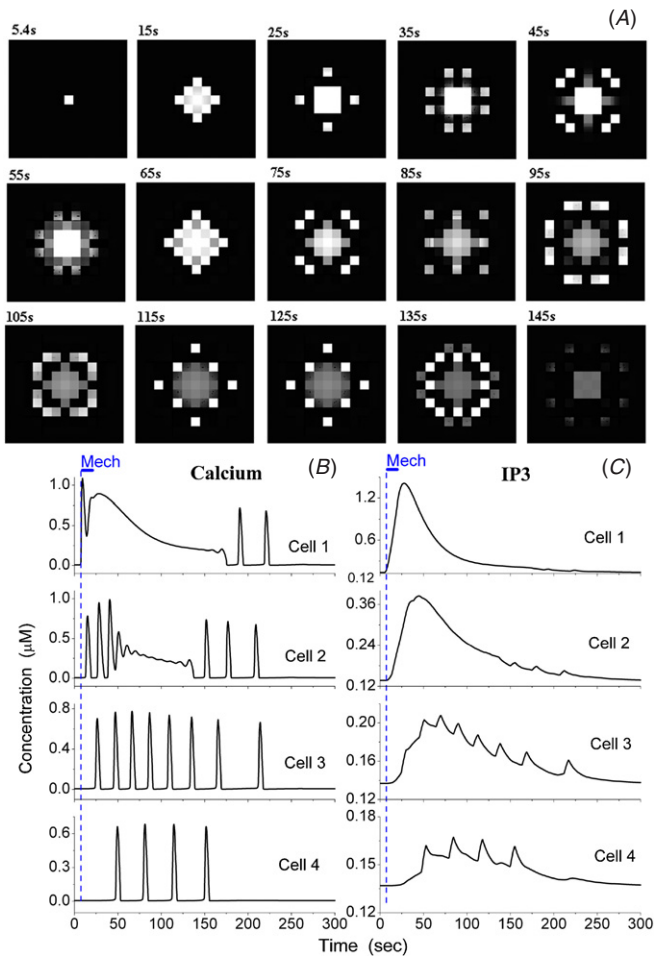 (A)
5.4s 15s 25s 35s 45s
55s 65s 75s 85s 95s
105s 115s 125s 135s 145s
Mech Calcium (B) Mech IP3 (C)
1.0
0.5
0.0
Cell 1
1.2
0.6
0.12
Cell 1
1.0
0.5
0.0
Cell 2
0.36
0.24
0.12
Cell 2
0.8
0.4
0.0
Cell 3
0.20
0.16
0.12
Cell 3
0.6
0.3
0.0
Cell 4
0.18
0.15
0.12
Cell 4
Concentration (μM)
0 50 100 150 200 250 300
0 50 100 150 200 250 300
Time (sec)